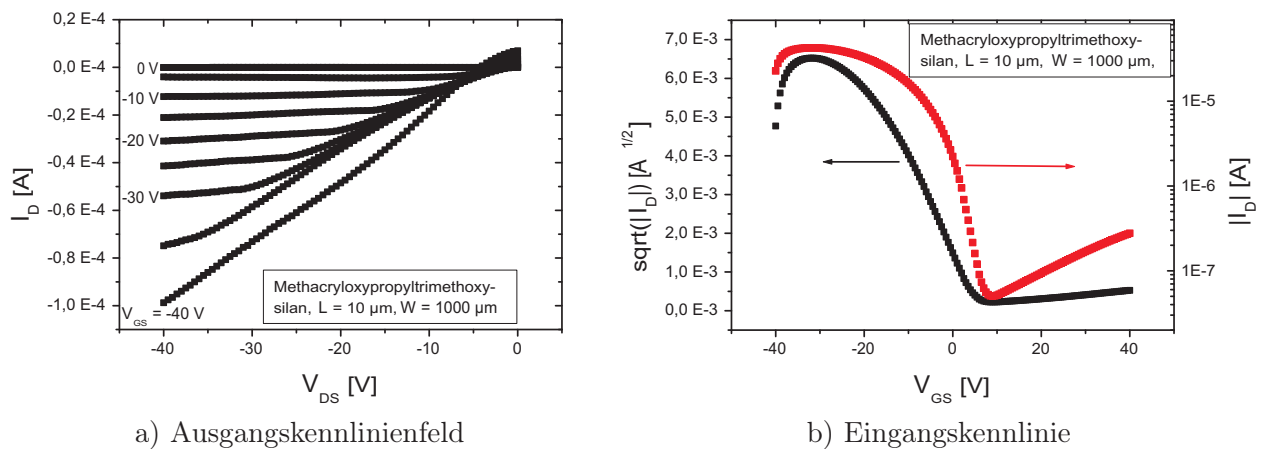 0,2 E-4
0,0 E-4
-0,2 E-4
-0,4 E-4
-0,6 E-4
-0,8 E-4
-1,0 E-4
I_D [A]
0 V
-10 V
-20 V
-30 V
V_GS = -40 V
Methacryloxypropyltrimethoxy-
silan, L = 10 µm, W = 1000 µm
-40 -30 -20 -10 0
V_DS [V]
a) Ausgangskennlinienfeld
7,0 E-3
6,0 E-3
5,0 E-3
4,0 E-3
3,0 E-3
2,0 E-3
1,0 E-3
0,0 E-3
sqrt(|I_D|) [A^1/2]
Methacryloxypropyltrimethoxy-
silan, L = 10 µm, W = 1000 µm,
1E-5
1E-6
1E-7
|I_D| [A]
-40 -20 0 20 40
V_GS [V]
b) Eingangskennlinie